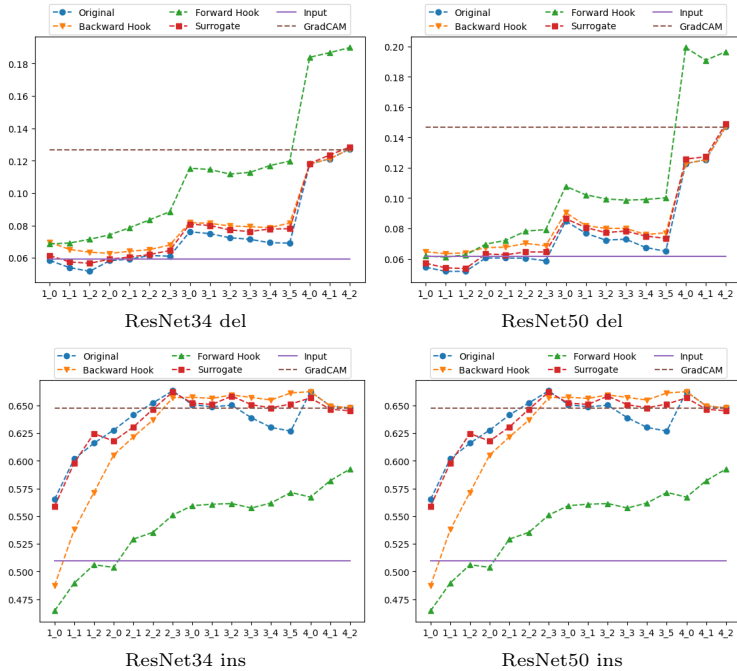 Original Forward Hook Input
Backward Hook Surrogate GradCAM
0.18
0.16
0.14
0.12
0.10
0.08
0.06
1_0 1_1 1_2 2_0 2_1 2_2 2_3 3_0 3_1 3_2 3_3 3_4 3_5 4_0 4_1 4_2
ResNet34 del
Original Forward Hook Input
Backward Hook Surrogate GradCAM
0.20
0.18
0.16
0.14
0.12
0.10
0.08
0.06
1_0 1_1 1_2 2_0 2_1 2_2 2_3 3_0 3_1 3_2 3_3 3_4 3_5 4_0 4_1 4_2
ResNet50 del
Original Forward Hook Input
Backward Hook Surrogate GradCAM
0.650
0.625
0.600
0.575
0.550
0.525
0.500
0.475
1_0 1_1 1_2 2_0 2_1 2_2 2_3 3_0 3_1 3_2 3_3 3_4 3_5 4_0 4_1 4_2
ResNet34 ins
Original Forward Hook Input
Backward Hook Surrogate GradCAM
0.650
0.625
0.600
0.575
0.550
0.525
0.500
0.475
1_0 1_1 1_2 2_0 2_1 2_2 2_3 3_0 3_1 3_2 3_3 3_4 3_5 4_0 4_1 4_2
ResNet50 ins